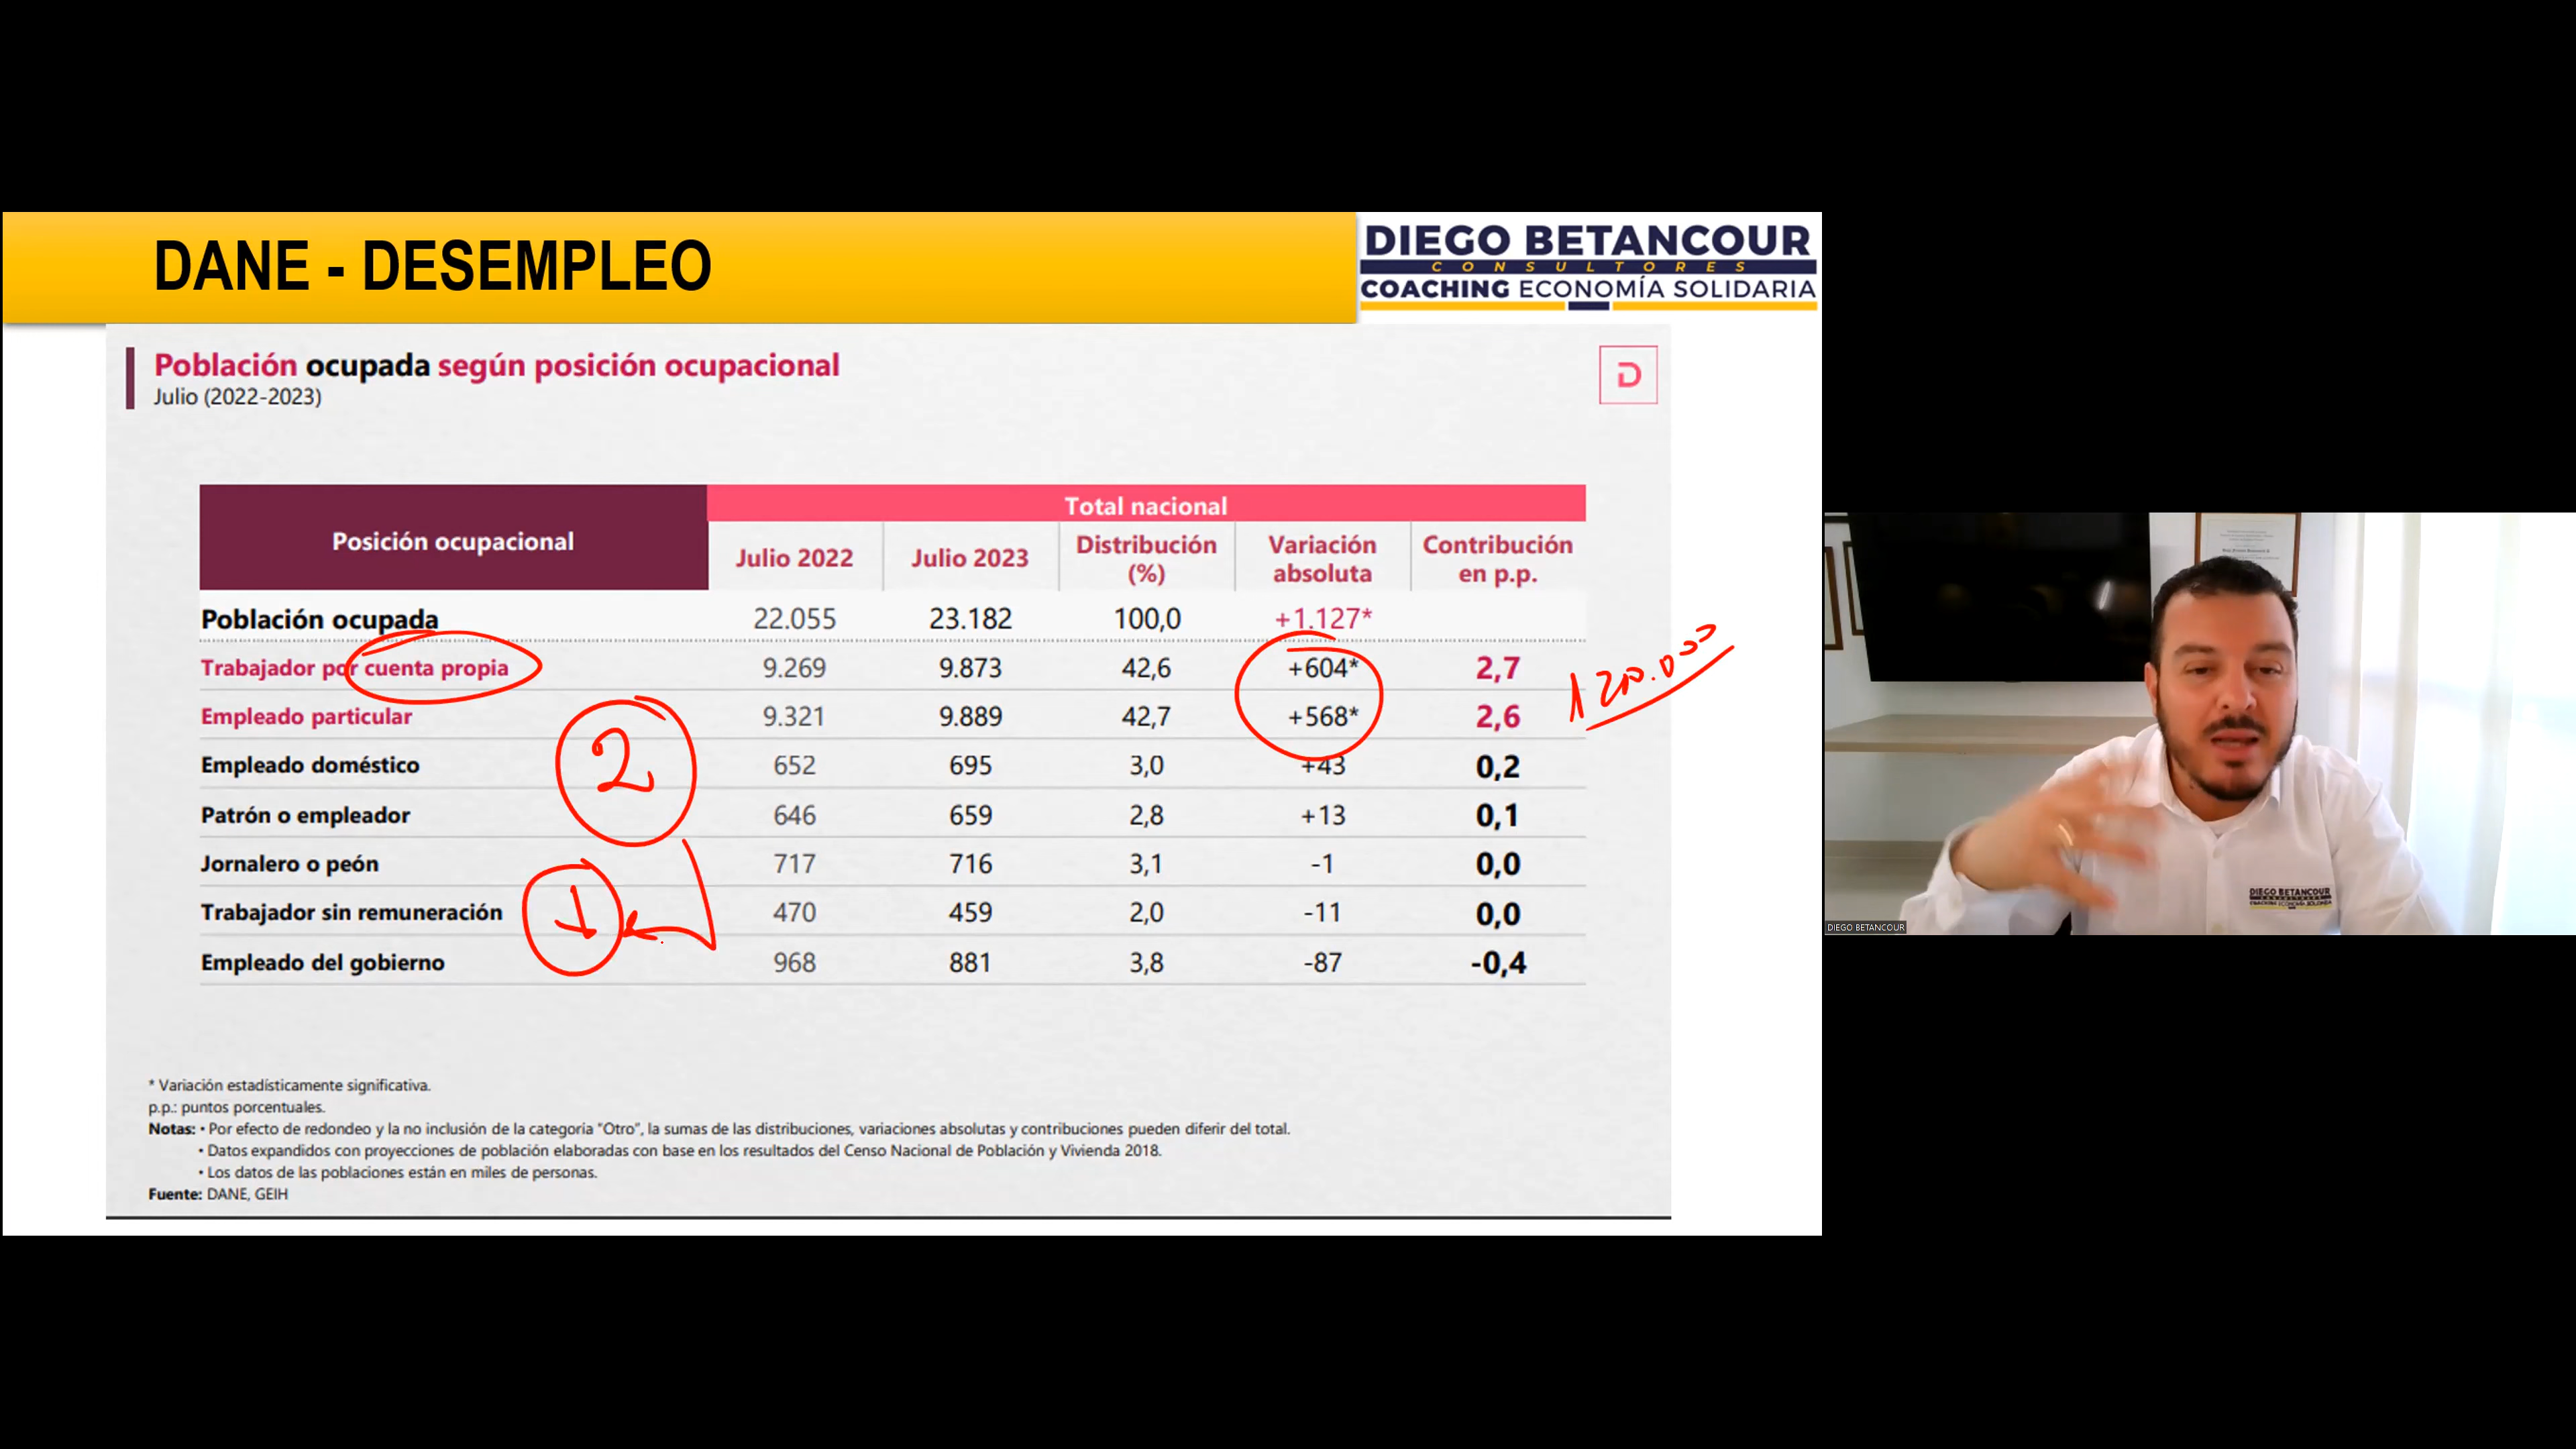 DANE - DESEMPLEO
DIEGO BETANCOUR
CONSULTORES
COACHING ECONOMÍA SOLIDARIA
Población ocupada según posición ocupacional
Julio (2022-2023)
D
Posición ocupacional
Total nacional
Julio 2022 Julio 2023 Distribución (%) Variación absoluta Contribución en p.p.
Población ocupada 22.055 23.182 100,0 +1.127*
Trabajador por cuenta propia 9.269 9.873 42,6 +604* 2,7
120.000
Empleado particular 9.321 9.889 42,7 +568* 2,6
2
Empleado doméstico 652 695 3,0 +43 0,2
Patrón o empleador 646 659 2,8 +13 0,1
Jornalero o peón 717 716 3,1 -1 0,0
1
Trabajador sin remuneración 470 459 2,0 -11 0,0
Empleado del gobierno 968 881 3,8 -87 -0,4
* Variación estadísticamente significativa.
p.p.: puntos porcentuales.
Notas: • Por efecto de redondeo y la no inclusión de la categoría "Otro", la sumas de las distribuciones, variaciones absolutas y contribuciones pueden diferir del total.
• Datos expandidos con proyecciones de población elaboradas con base en los resultados del Censo Nacional de Población y Vivienda 2018.
• Los datos de las poblaciones están en miles de personas.
Fuente: DANE, GEIH
DIEGO BETANCOUR
DIEGO BETANCOUR